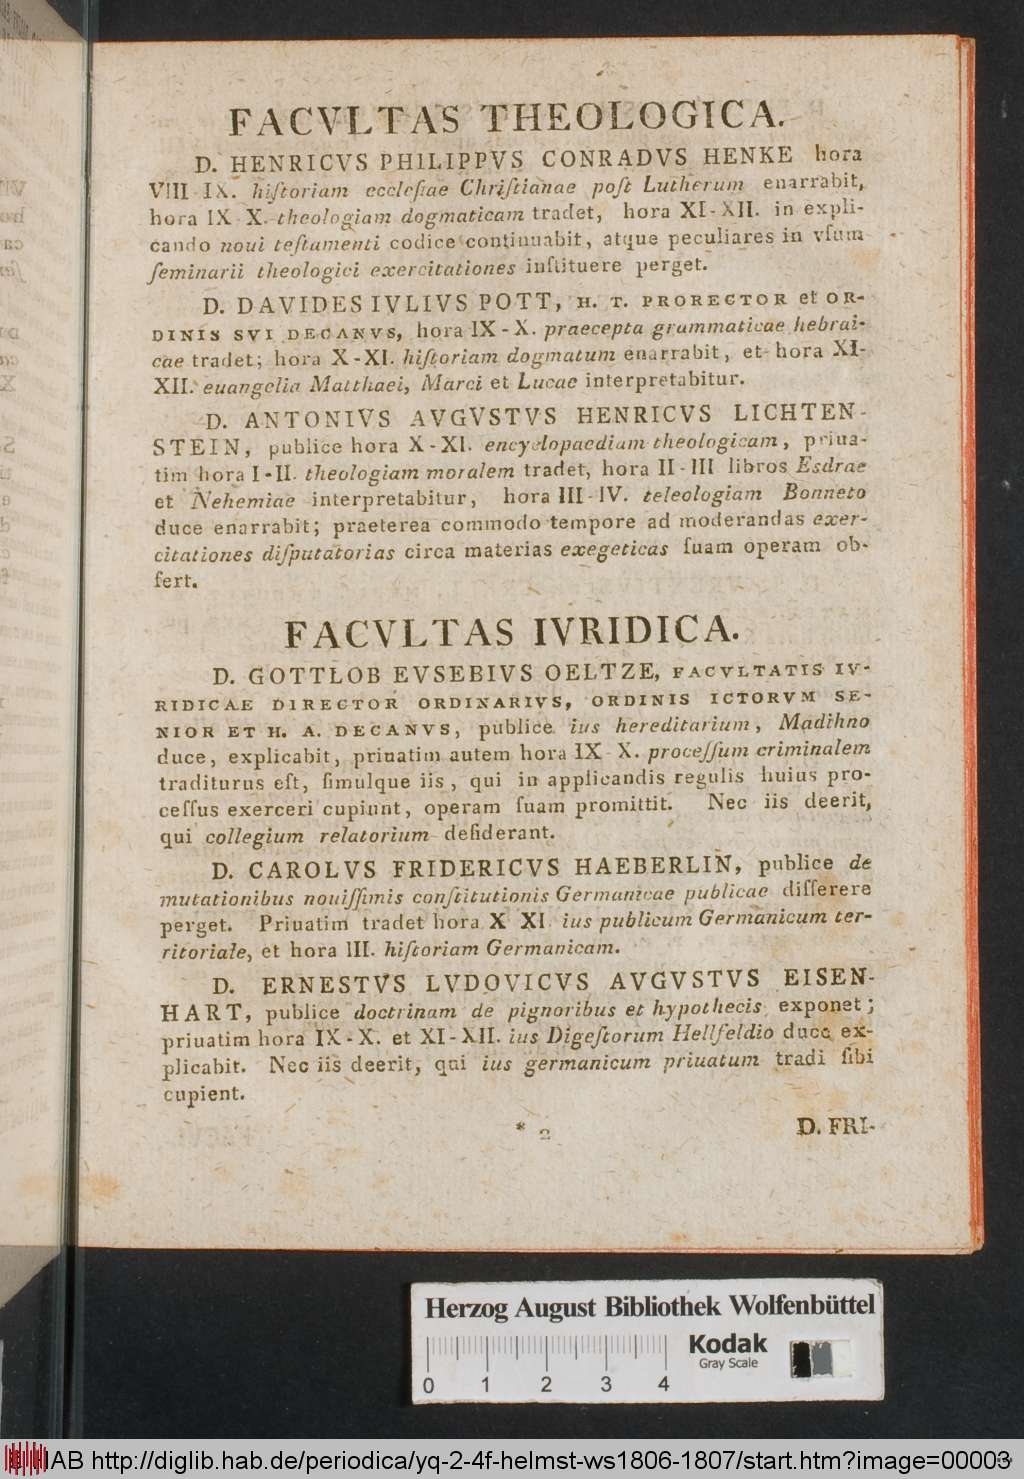 FACVLTAS THEOLOGICA.
D. HENRICVS PHILIPPVS CONRADVS HENKE hora
VIII-IX. hiſtoriam eccleſiae Chriſtianae poſt Lutherum enarrabit,
hora IX-X. theologiam dogmaticam tradet, hora XI-XII. in expli-
cando noui teſtamenti codice continuabit, atque peculiares in vſum
ſeminarii theologici exercitationes inſtituere perget.
D. DAVIDES IVLIVS POTT, H. T. PRORECTOR et OR-
DINIS SVI DECANVS, hora IX-X. praecepta grammaticae hebrai-
cae tradet; hora X-XI. hiſtoriam dogmatum enarrabit, et hora XI-
XII. euangelia Matthaei, Marci et Lucae interpretabitur.
D. ANTONIVS AVGVSTVS HENRICVS LICHTEN-
STEIN, publice hora X-XI. encyclopaediam theologicam, priua-
tim hora I-II. theologiam moralem tradet, hora II-III libros Esdrae
et Nehemiae interpretabitur, hora III-IV. teleologiam Bonneto
duce enarrabit; praeterea commodo tempore ad moderandas exer-
citationes diſputatorias circa materias exegeticas ſuam operam ob-
fert.
FACVLTAS IVRIDICA.
D. GOTTLOB EVSEBIVS OELTZE, FACVLTATIS IV-
RIDICAE DIRECTOR ORDINARIVS, ORDINIS ICTORVM SE-
NIOR ET H. A. DECANVS, publice ius hereditarium, Madihno
duce, explicabit, priuatim autem hora IX-X. proceſſum criminalem
traditurus eſt, ſimulque iis, qui in applicandis regulis huius pro-
ceſſus exerceri cupiunt, operam ſuam promittit. Nec iis deerit,
qui collegium relatorium deſiderant.
D. CAROLVS FRIDERICVS HAEBERLIN, publice de
mutationibus nouiſſimis conſtitutionis Germanicae publicae diſſerere
perget. Priuatim tradet hora X XI. ius publicum Germanicum ter-
ritoriale, et hora III. hiſtoriam Germanicam.
D. ERNESTVS LVDOVICVS AVGVSTVS EISEN-
HART, publice doctrinam de pignoribus et hypothecis exponet;
priuatim hora IX-X. et XI-XII. ius Digeſtorum Hellfeldio duce ex-
plicabit. Nec iis deerit, qui ius germanicum priuatum tradi ſibi
cupient.
* 2 D. FRI-
Herzog August Bibliothek Wolfenbüttel
Kodak
Gray Scale
0 1 2 3 4
HAB http://diglib.hab.de/periodica/yq-2-4f-helmst-ws1806-1807/start.htm?image=00003